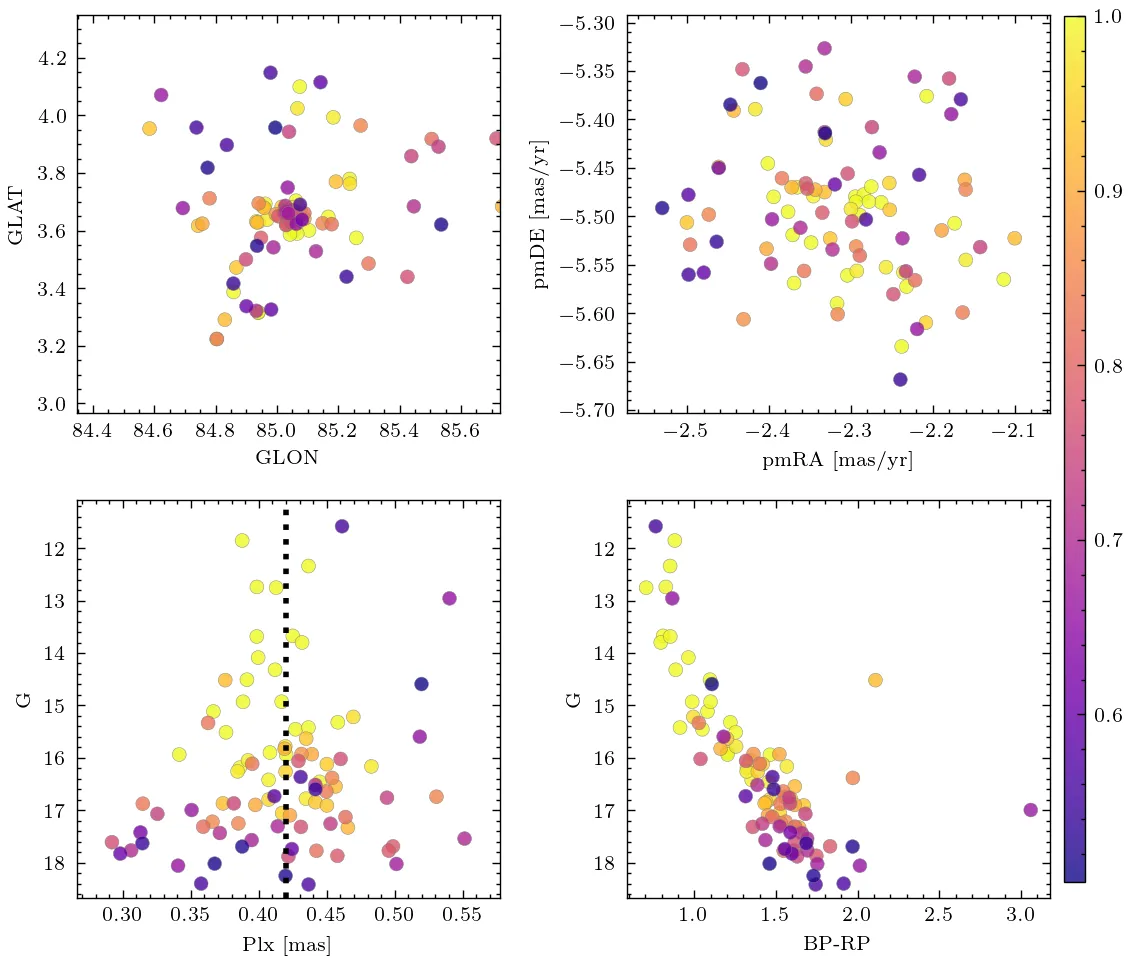 4.2
4.0
3.8
3.6
3.4
3.2
3.0
GLAT
84.4 84.6 84.8 85.0 85.2 85.4 85.6
GLON
−5.30
−5.35
−5.40
−5.45
−5.50
−5.55
−5.60
−5.65
−5.70
pmDE [mas/yr]
−2.5 −2.4 −2.3 −2.2 −2.1
pmRA [mas/yr]
1.0
0.9
0.8
0.7
0.6
12
13
14
15
16
17
18
G
0.30 0.35 0.40 0.45 0.50 0.55
Plx [mas]
12
13
14
15
16
17
18
G
1.0 1.5 2.0 2.5 3.0
BP-RP